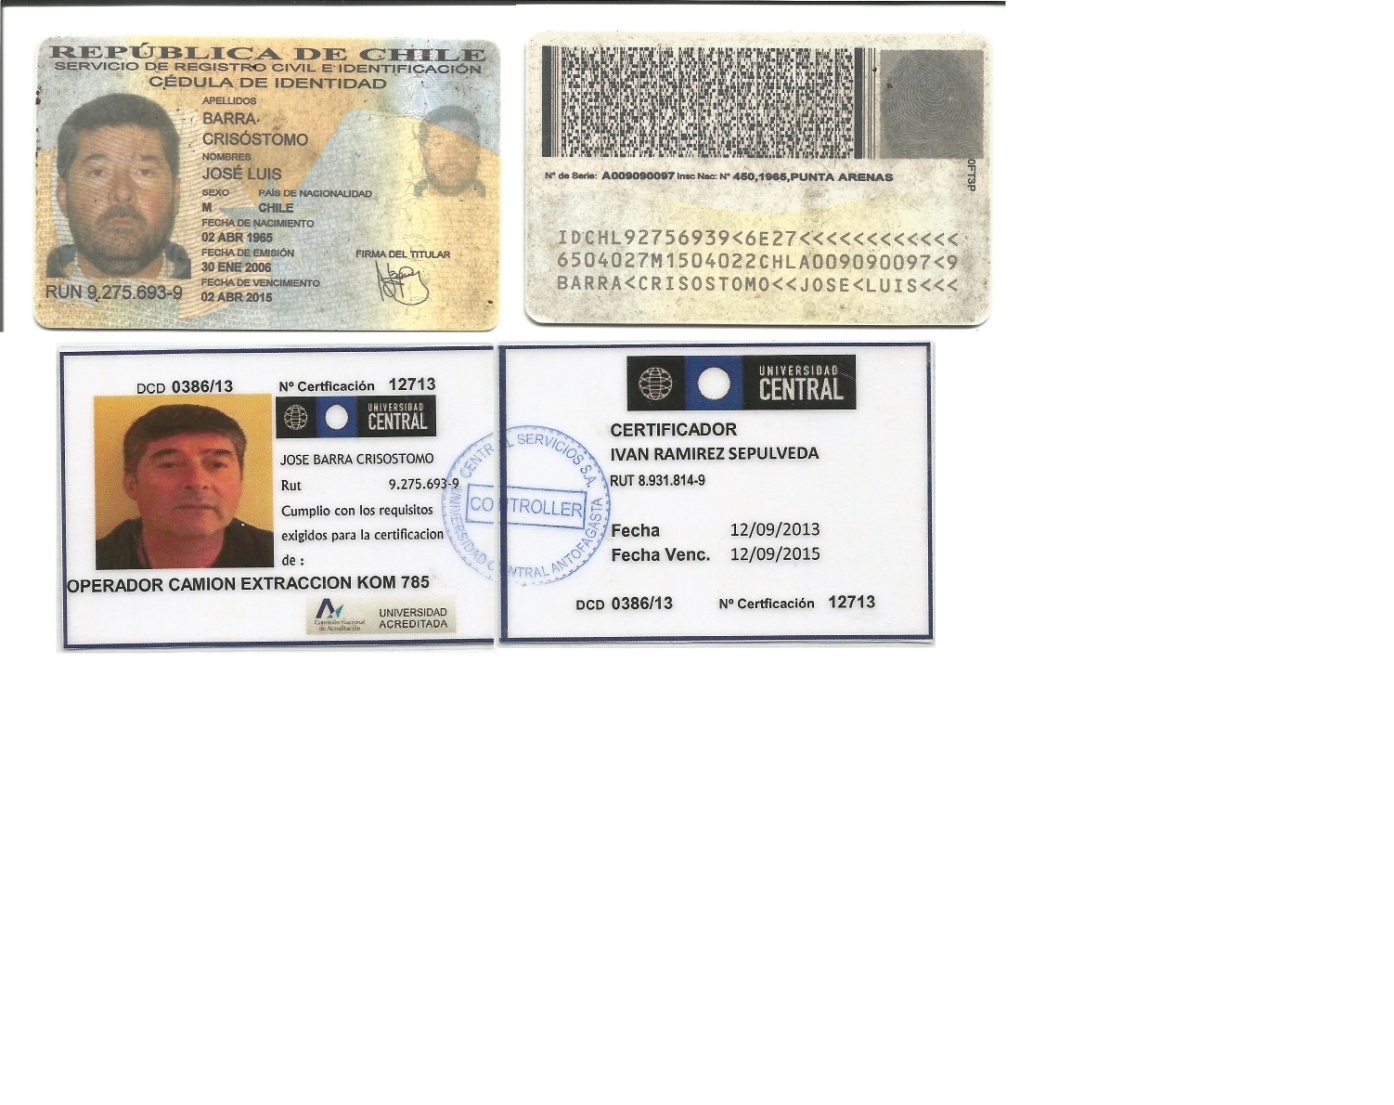 REPÚBLICA DE CHILE
SERVICIO DE REGISTRO CIVIL E IDENTIFICACIÓN
CÉDULA DE IDENTIDAD
APELLIDOS
BARRA
CRISÓSTOMO
NOMBRES
JOSÉ LUIS
SEXO PAÍS DE NACIONALIDAD
M CHILE
FECHA DE NACIMIENTO
02 ABR 1965
FECHA DE EMISIÓN
30 ENE 2006
FECHA DE VENCIMIENTO
02 ABR 2015
FIRMA DEL TITULAR
RUN 9.275.693-9
Nº de Serie: A009090097 Insc Nac: Nº 450,1965,PUNTA ARENAS
0FT3P
IDCHL92756939<6E27<<<<<<<<<<<<
6504027M1504022CHLA009090097<9
BARRA<CRISOSTOMO<<JOSE<LUIS<<<
DCD 0386/13 Nº Certficación 12713
UNIVERSIDAD
CENTRAL
JOSE BARRA CRISOSTOMO
Rut 9.275.693-9
Cumplio con los requisitos
exigidos para la certificacion
de :
OPERADOR CAMION EXTRACCION KOM 785
Comisión Nacional
de Acreditación
UNIVERSIDAD
ACREDITADA
CENTRAL SERVICIOS S.A.
CONTROLLER
UNIVERSIDAD CENTRAL ANTOFAGASTA
UNIVERSIDAD
CENTRAL
CERTIFICADOR
IVAN RAMIREZ SEPULVEDA
RUT 8.931.814-9
Fecha 12/09/2013
Fecha Venc. 12/09/2015
DCD 0386/13 Nº Certficación 12713